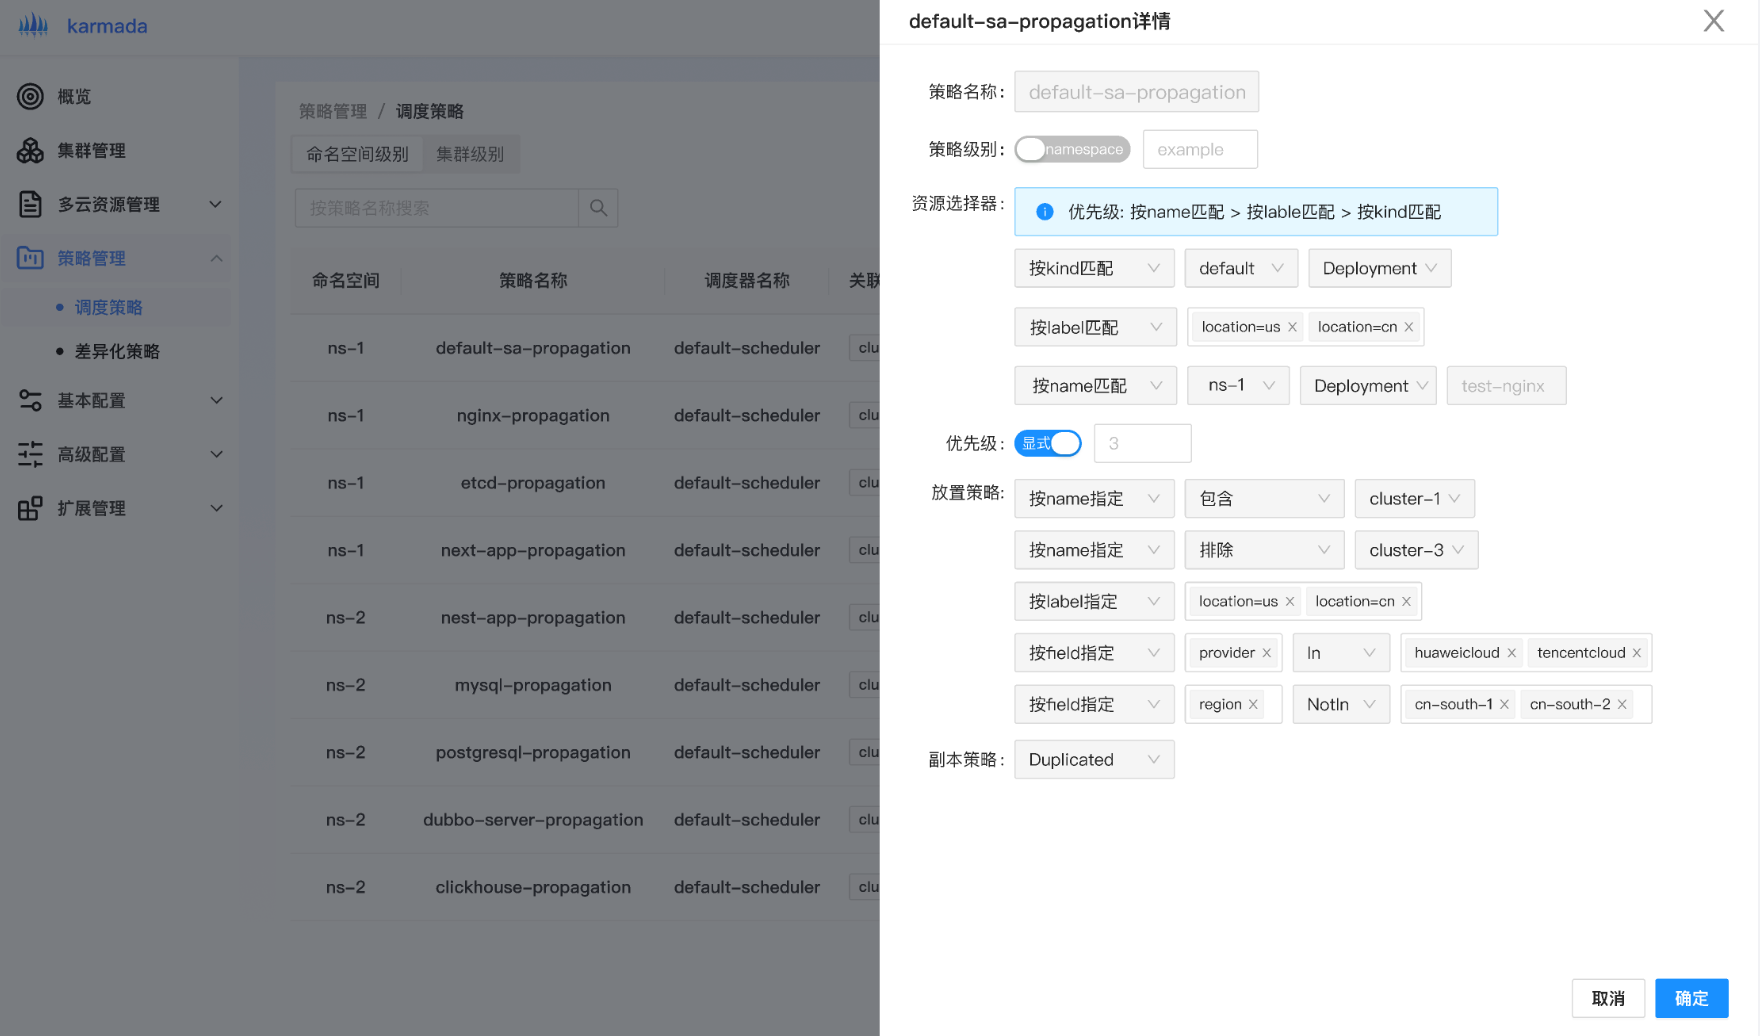 karmada
概览
集群管理
多云资源管理
策略管理
调度策略
差异化策略
基本配置
高级配置
扩展管理
策略管理 / 调度策略
命名空间级别 集群级别
按策略名称搜索
命名空间 策略名称 调度器名称 关联
ns-1 default-sa-propagation default-scheduler clu
ns-1 nginx-propagation default-scheduler clu
ns-1 etcd-propagation default-scheduler clu
ns-1 next-app-propagation default-scheduler clu
ns-2 nest-app-propagation default-scheduler clu
ns-2 mysql-propagation default-scheduler clu
ns-2 postgresql-propagation default-scheduler clu
ns-2 dubbo-server-propagation default-scheduler clu
ns-2 clickhouse-propagation default-scheduler clu
default-sa-propagation详情
策略名称: default-sa-propagation
策略级别: namespace example
资源选择器: 优先级: 按name匹配 > 按lable匹配 > 按kind匹配
按kind匹配 default Deployment
按label匹配 location=us × location=cn ×
按name匹配 ns-1 Deployment test-nginx
优先级: 显式 3
放置策略: 按name指定 包含 cluster-1
按name指定 排除 cluster-3
按label指定 location=us × location=cn ×
按field指定 provider × In huaweicloud × tencentcloud ×
按field指定 region × NotIn cn-south-1 × cn-south-2 ×
副本策略: Duplicated
取消 确定